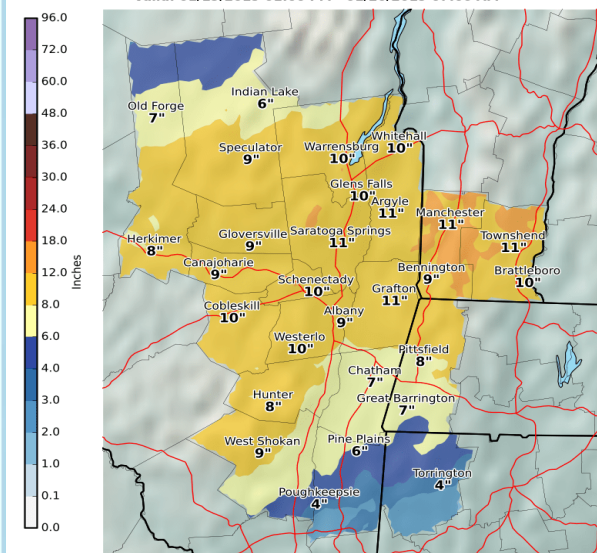 96.0
72.0
60.0
48.0
36.0
30.0
24.0
18.0
12.0
8.0
6.0
4.0
3.0
2.0
1.0
0.1
0.0
Inches
Indian Lake
6"
Old Forge
7"
Whitehall
10"
Speculator
9"
Warrensburg
10"
Glens Falls
10"
Argyle
11"
Manchester
11"
Herkimer
8"
Gloversville
9"
Saratoga Springs
11"
Townshend
11"
Canajoharie
9"
Schenectady
10"
Bennington
9"
Brattleboro
10"
Grafton
11"
Cobleskill
10"
Albany
9"
Westerlo
10"
Pittsfield
8"
Chatham
7"
Hunter
8"
Great Barrington
7"
West Shokan
9"
Pine Plains
6"
Torrington
4"
Poughkeepsie
4"